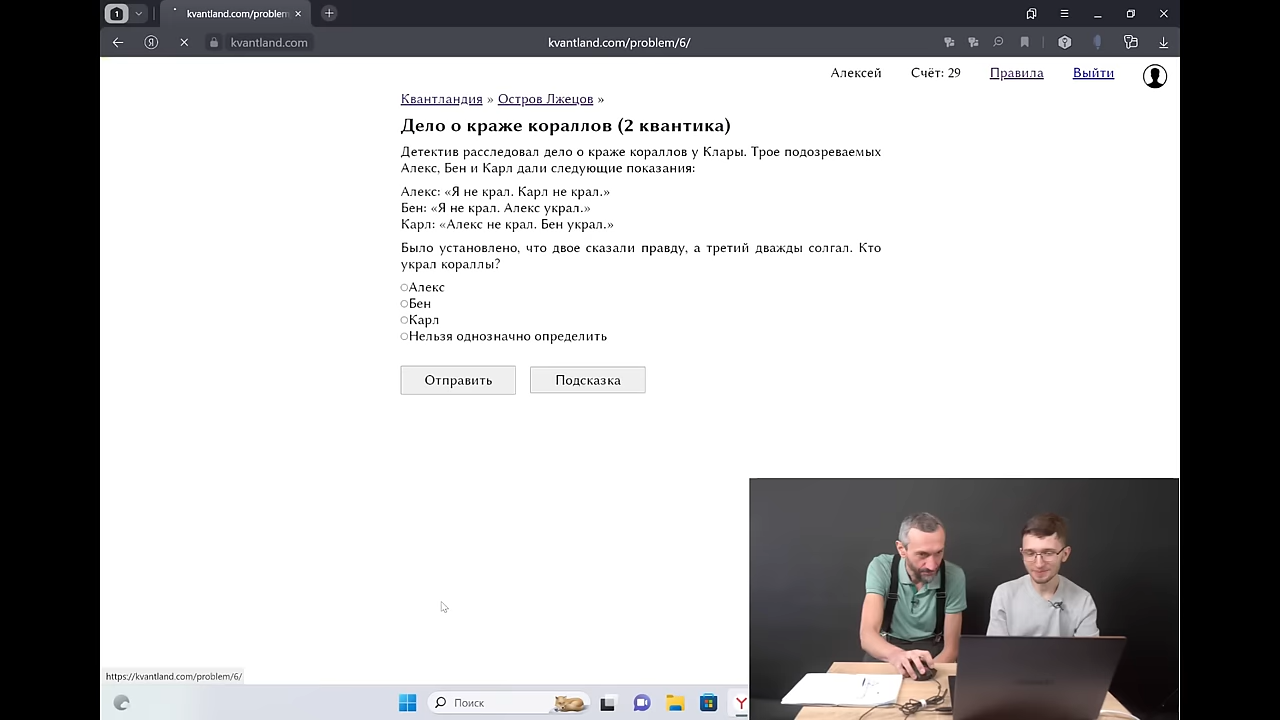 1
kvantland.com/problem
kvantland.com
kvantland.com/problem/6/
Алексей Счёт: 29 Правила Выйти
Квантландия » Остров Лжецов »
Дело о краже кораллов (2 квантика)
Детектив расследовал дело о краже кораллов у Клары. Трое подозреваемых
Алекс, Бен и Карл дали следующие показания:
Алекс: «Я не крал. Карл не крал.»
Бен: «Я не крал. Алекс украл.»
Карл: «Алекс не крал. Бен украл.»
Было установлено, что двое сказали правду, а третий дважды солгал. Кто
украл кораллы?
Алекс
Бен
Карл
Нельзя однозначно определить
Отправить Подсказка
https://kvantland.com/problem/6/
Поиск